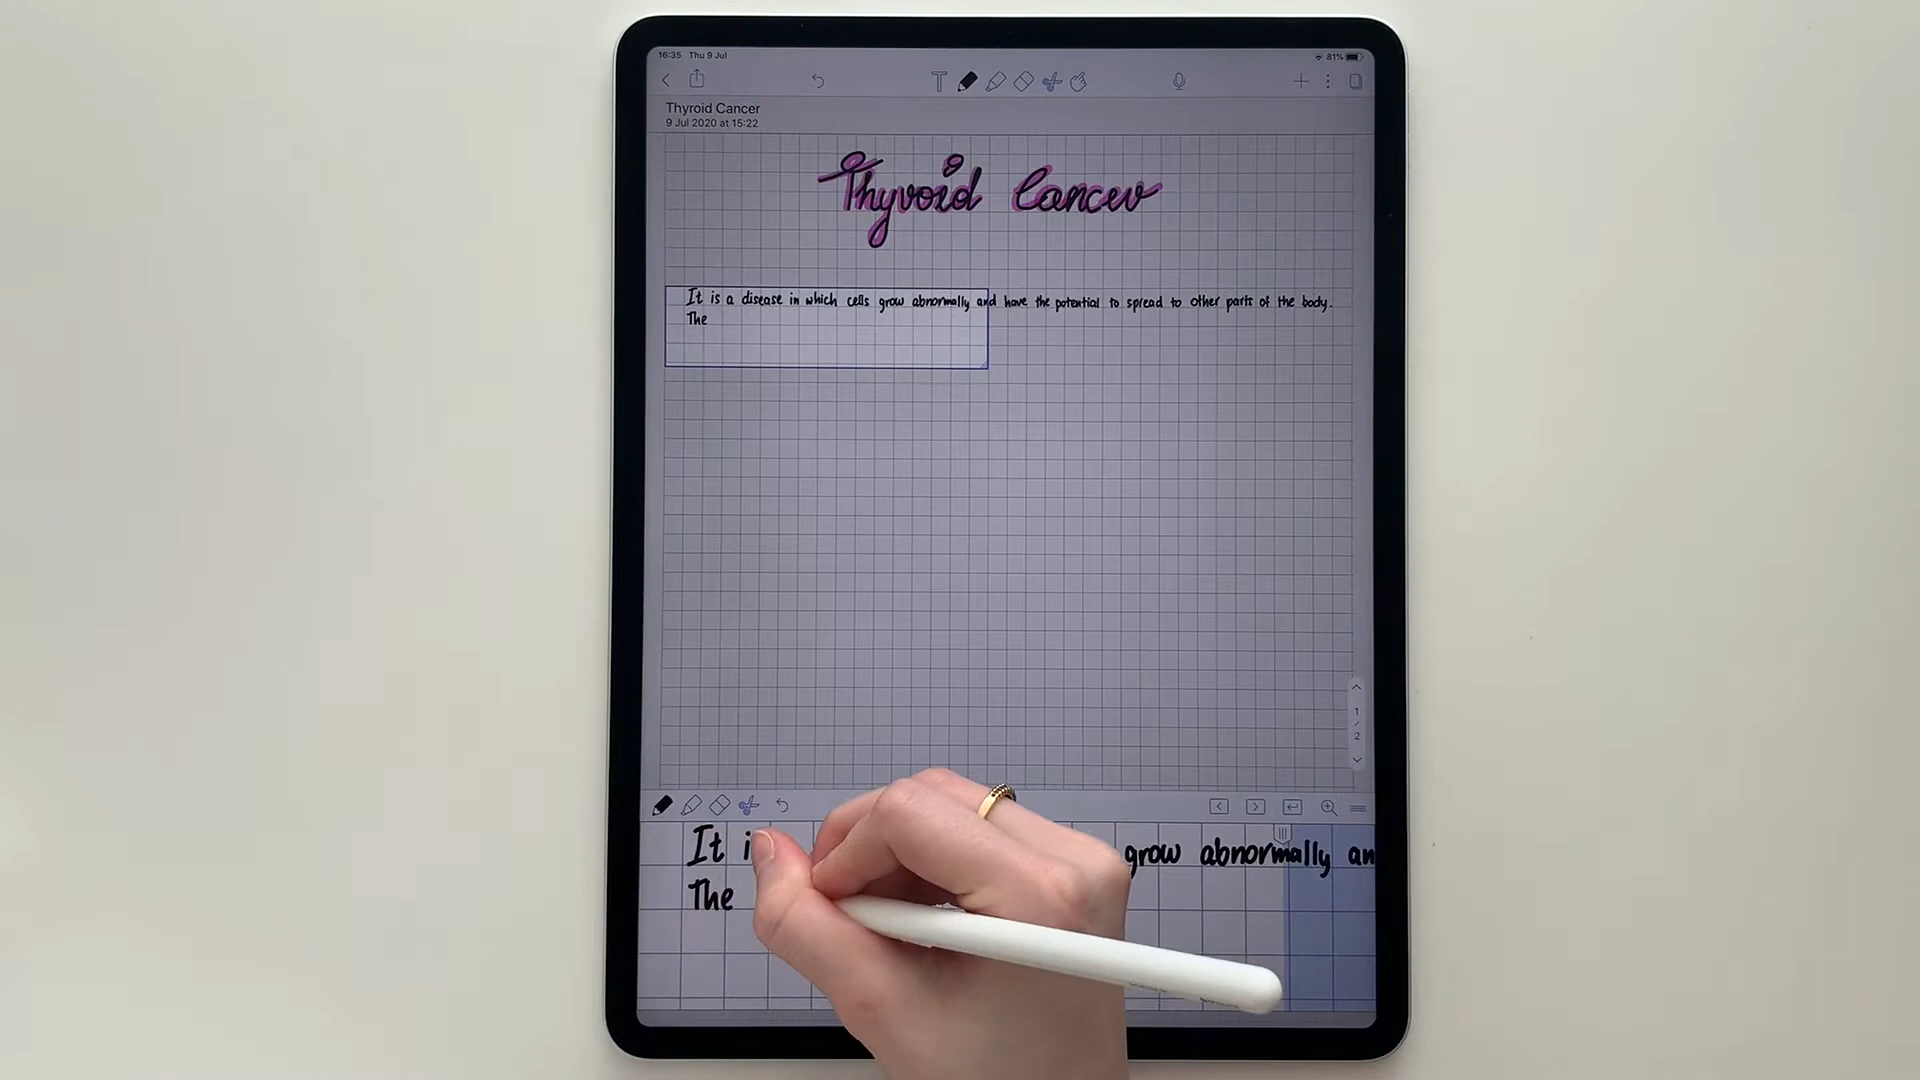 16:35 Thu 9 Jul
81%
Thyroid Cancer
9 Jul 2020 at 15:22
Thyroid Cancer
It is a disease in which cells grow abnormally and have the potential to spread to other parts of the body.
The
1
/
2
It grow abnormally an
The